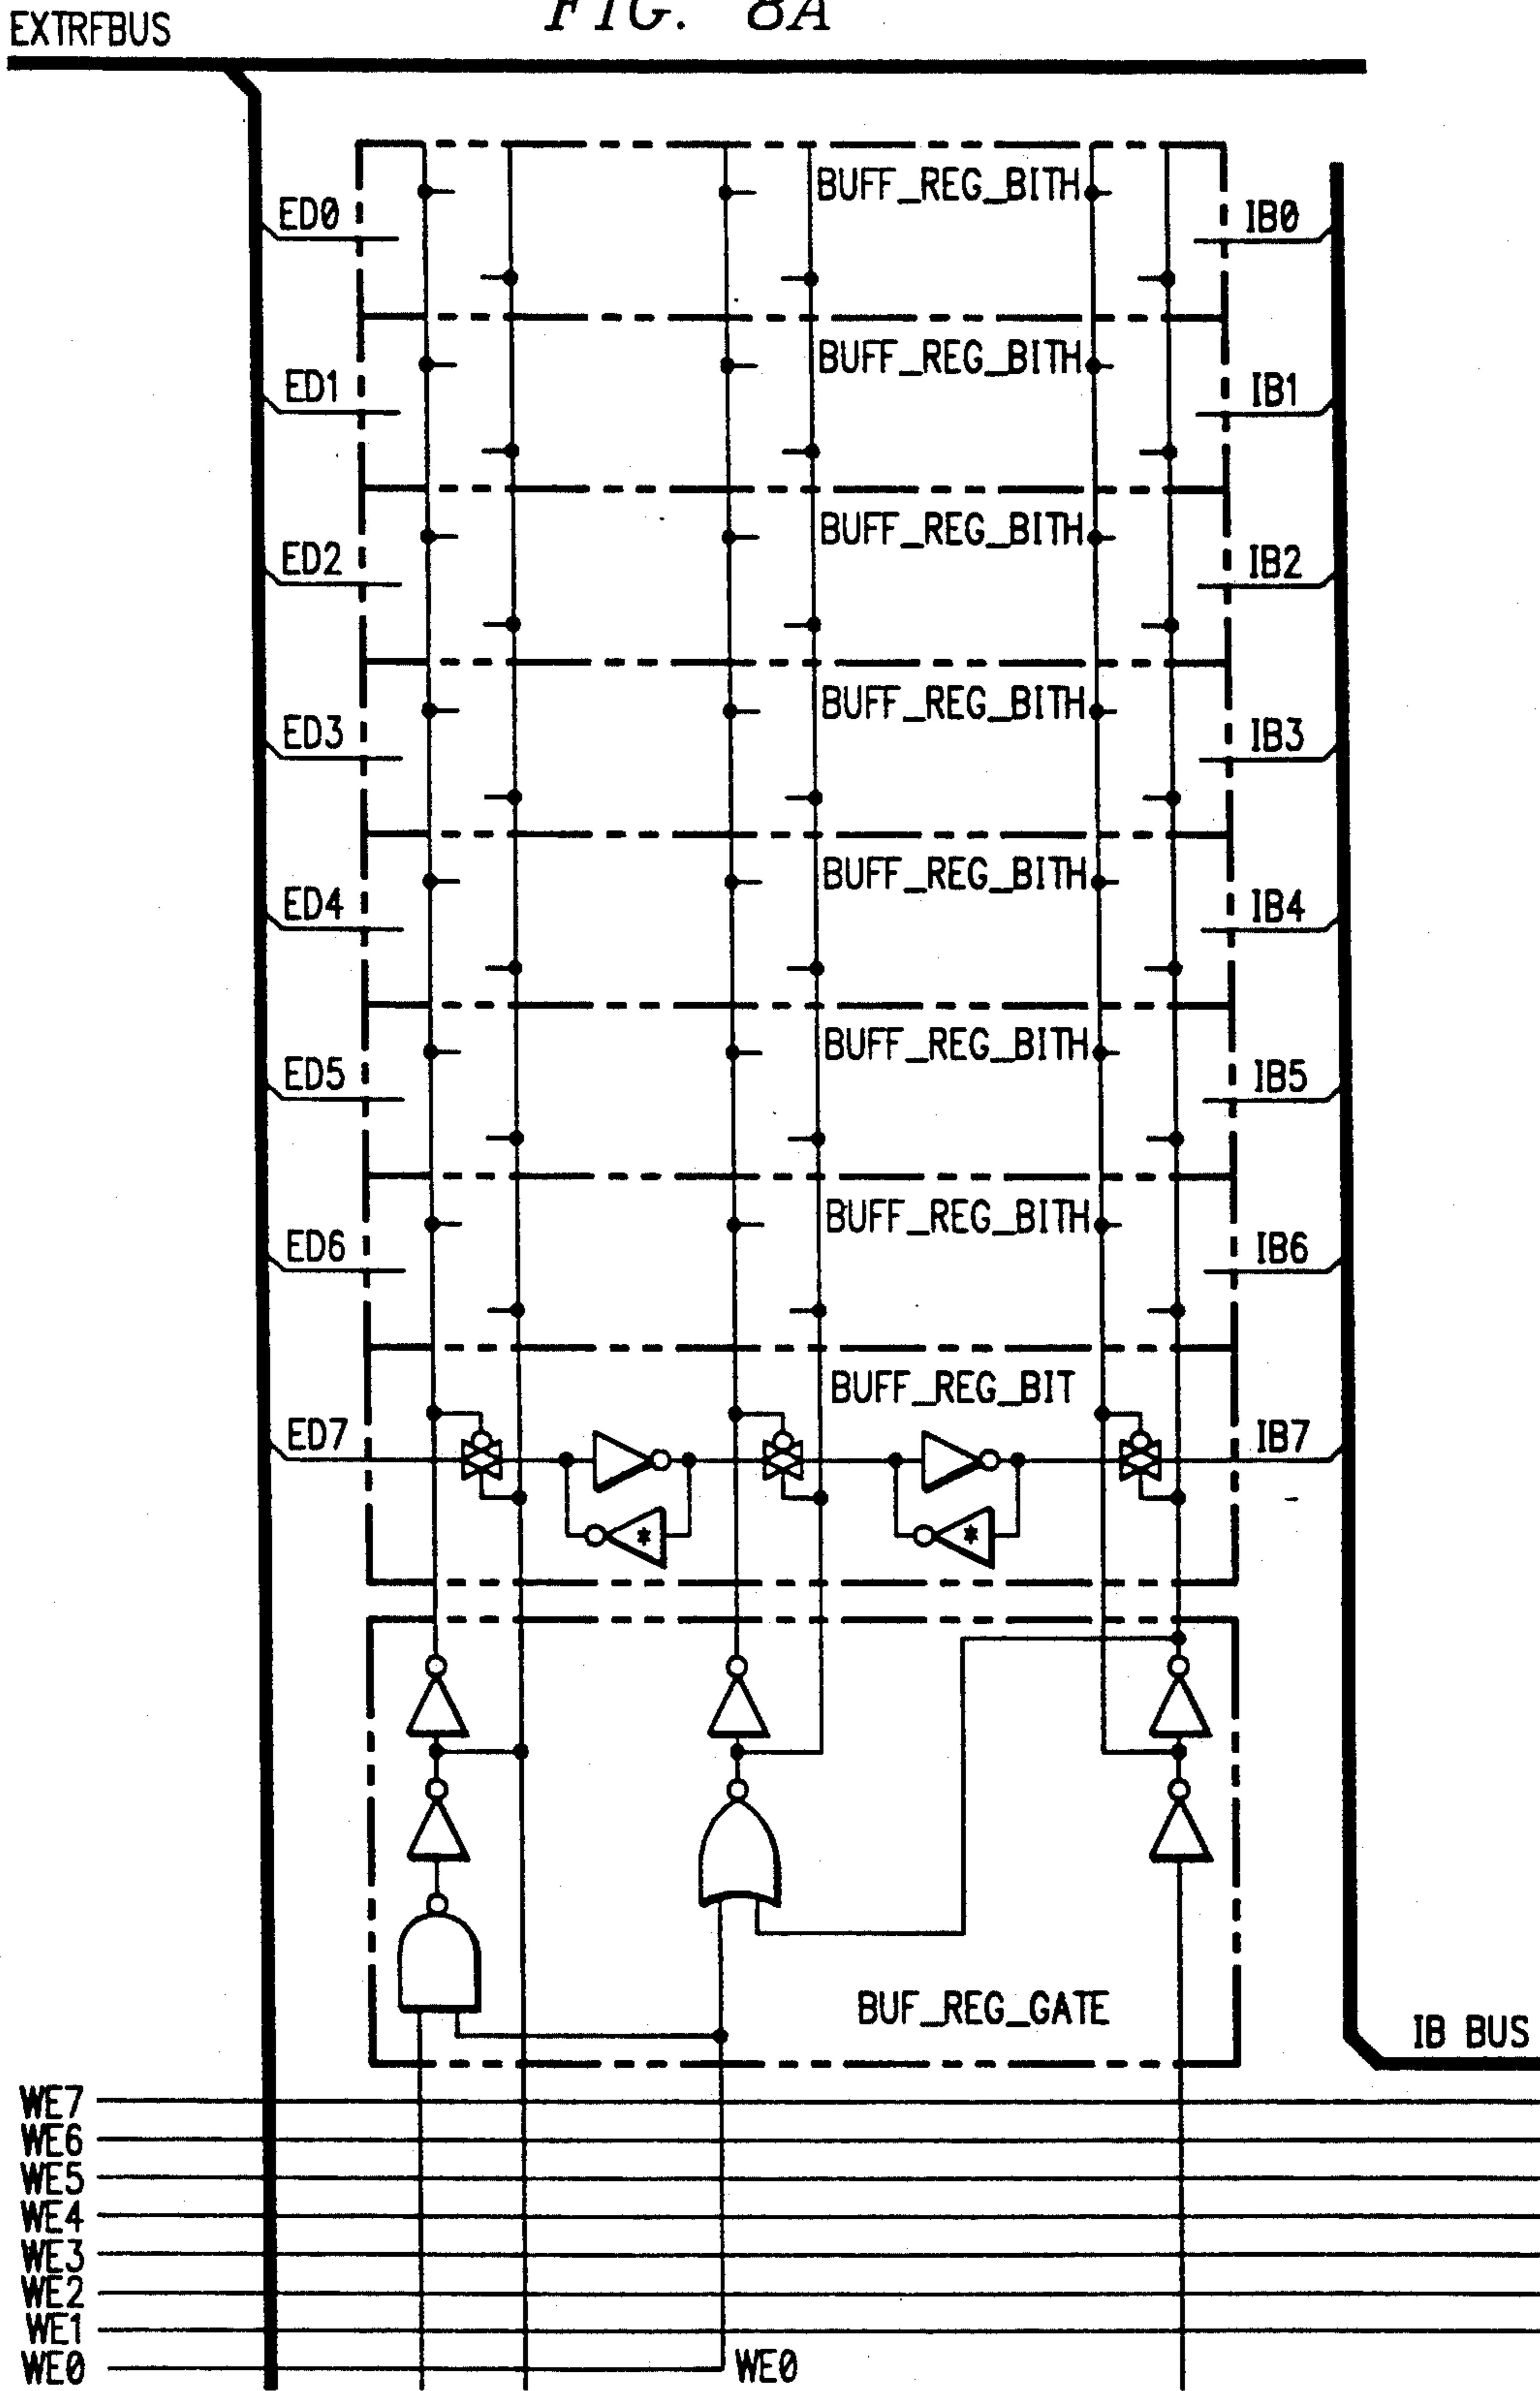 FIG. 8A
EXTRFBUS
BUFF_REG_BITH
ED0
IB0
BUFF_REG_BITH
ED1
IB1
BUFF_REG_BITH
ED2
IB2
BUFF_REG_BITH
ED3
IB3
BUFF_REG_BITH
ED4
IB4
BUFF_REG_BITH
ED5
IB5
BUFF_REG_BITH
ED6
IB6
BUFF_REG_BIT
ED7
IB7
*
*
BUF_REG_GATE
IB BUS
WE7
WE6
WE5
WE4
WE3
WE2
WE1
WE0
WE0